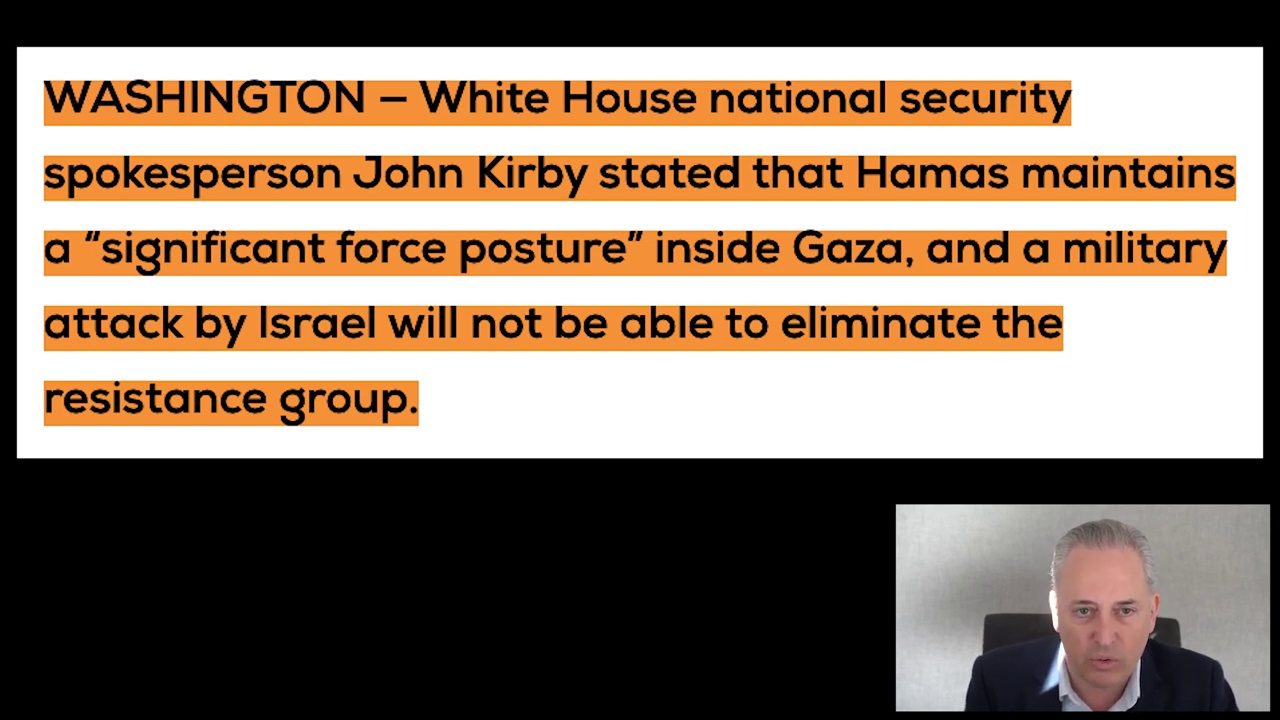 WASHINGTON – White House national security
spokesperson John Kirby stated that Hamas maintains
a “significant force posture” inside Gaza, and a military
attack by Israel will not be able to eliminate the
resistance group.